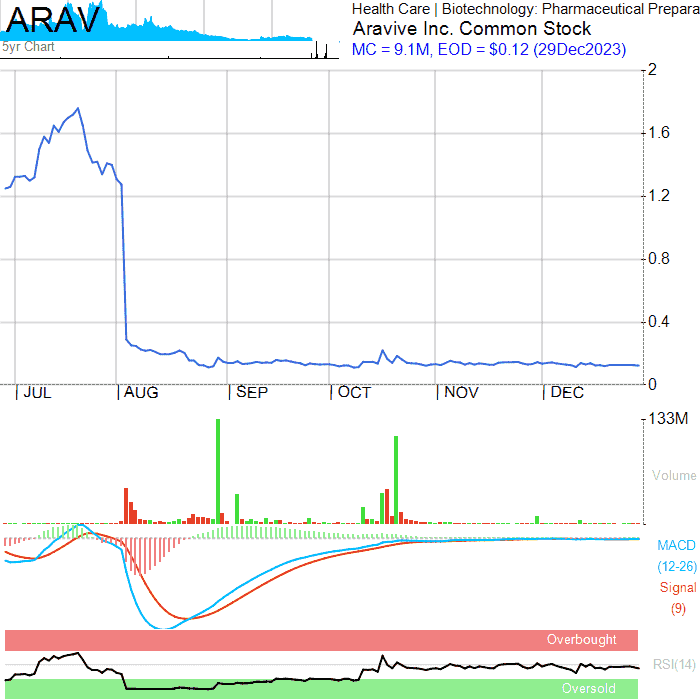 ARAV
5yr Chart
Health Care | Biotechnology: Pharmaceutical Prepara
Aravive Inc. Common Stock
MC = 9.1M, EOD = $0.12 (29Dec2023)
2
1.6
1.2
0.8
0.4
0
JUL AUG SEP OCT NOV DEC
133M
Volume
MACD
(12-26)
Signal
(9)
Overbought
RSI(14)
Oversold